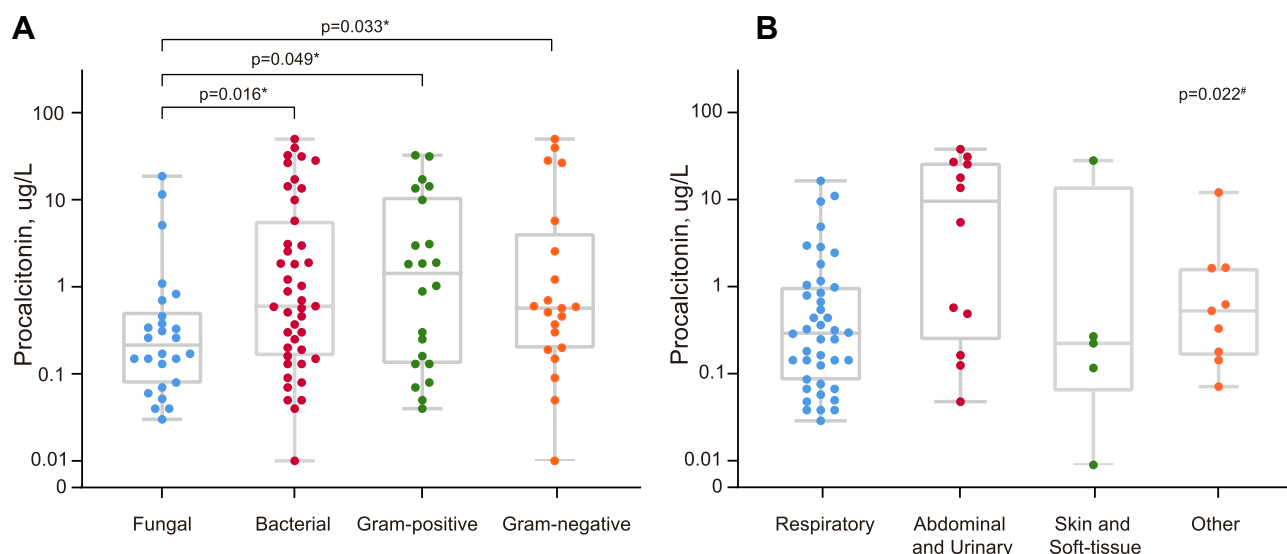 A
B
p=0.033*
p=0.049*
p=0.016*
p=0.022#
Procalcitonin, ug/L
100
10
1
0.1
0.01
0
Fungal
Bacterial
Gram-positive
Gram-negative
Procalcitonin, ug/L
100
10
1
0.1
0.01
0
Respiratory
Abdominal
and Urinary
Skin and
Soft-tissue
Other